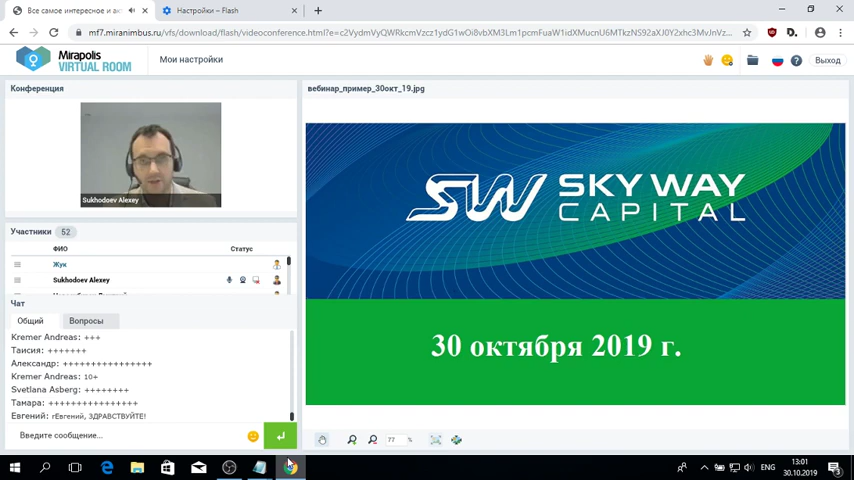 Все самое интересное и ак
Настройки – Flash
mf7.miranimbus.ru/vfs/download/flash/videoconference.html?e=c2VydmVyQWRkcmVzcz1ydG1wOi8vbXM3Lm1pcmFuaW1idXMucnU6MTkzNS92aXJ0Y2xhc3MvJnVz...
Mirapolis
VIRTUAL ROOM
Мои настройки
Выход
Конференция
вебинар_пример_30окт_19.jpg
Sukhodoev Alexey
SKY WAY
CAPITAL
Участники 52
ФИО Статус
Жук
Sukhodoev Alexey
Чат
Общий Вопросы
Kremer Andreas: +++
Таисия: +++++++
Александр: ++++++++++++++++
Kremer Andreas: 10+
Svetlana Asberg: ++++++++
Тамара: ++++++++++++++++
Евгений: гЕвгений, ЗДРАВСТВУЙТЕ!
Введите сообщение...
30 октября 2019 г.
77 %
ENG
13:01
30.10.2019
3